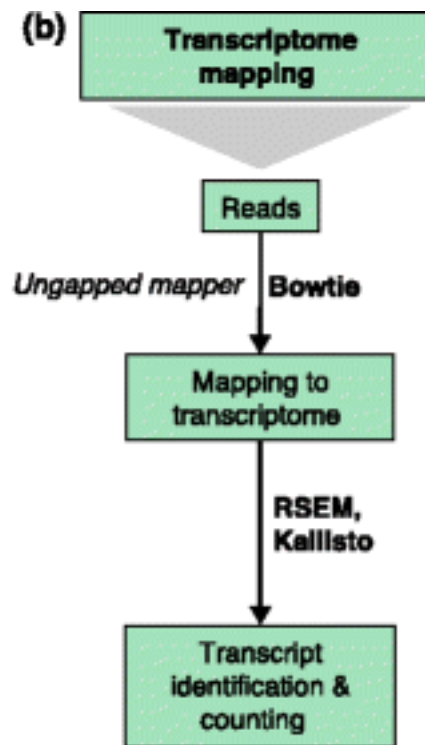 (b)
Transcriptome
mapping
Reads
Ungapped mapper Bowtie
Mapping to
transcriptome
RSEM,
Kallisto
Transcript
identification &
counting